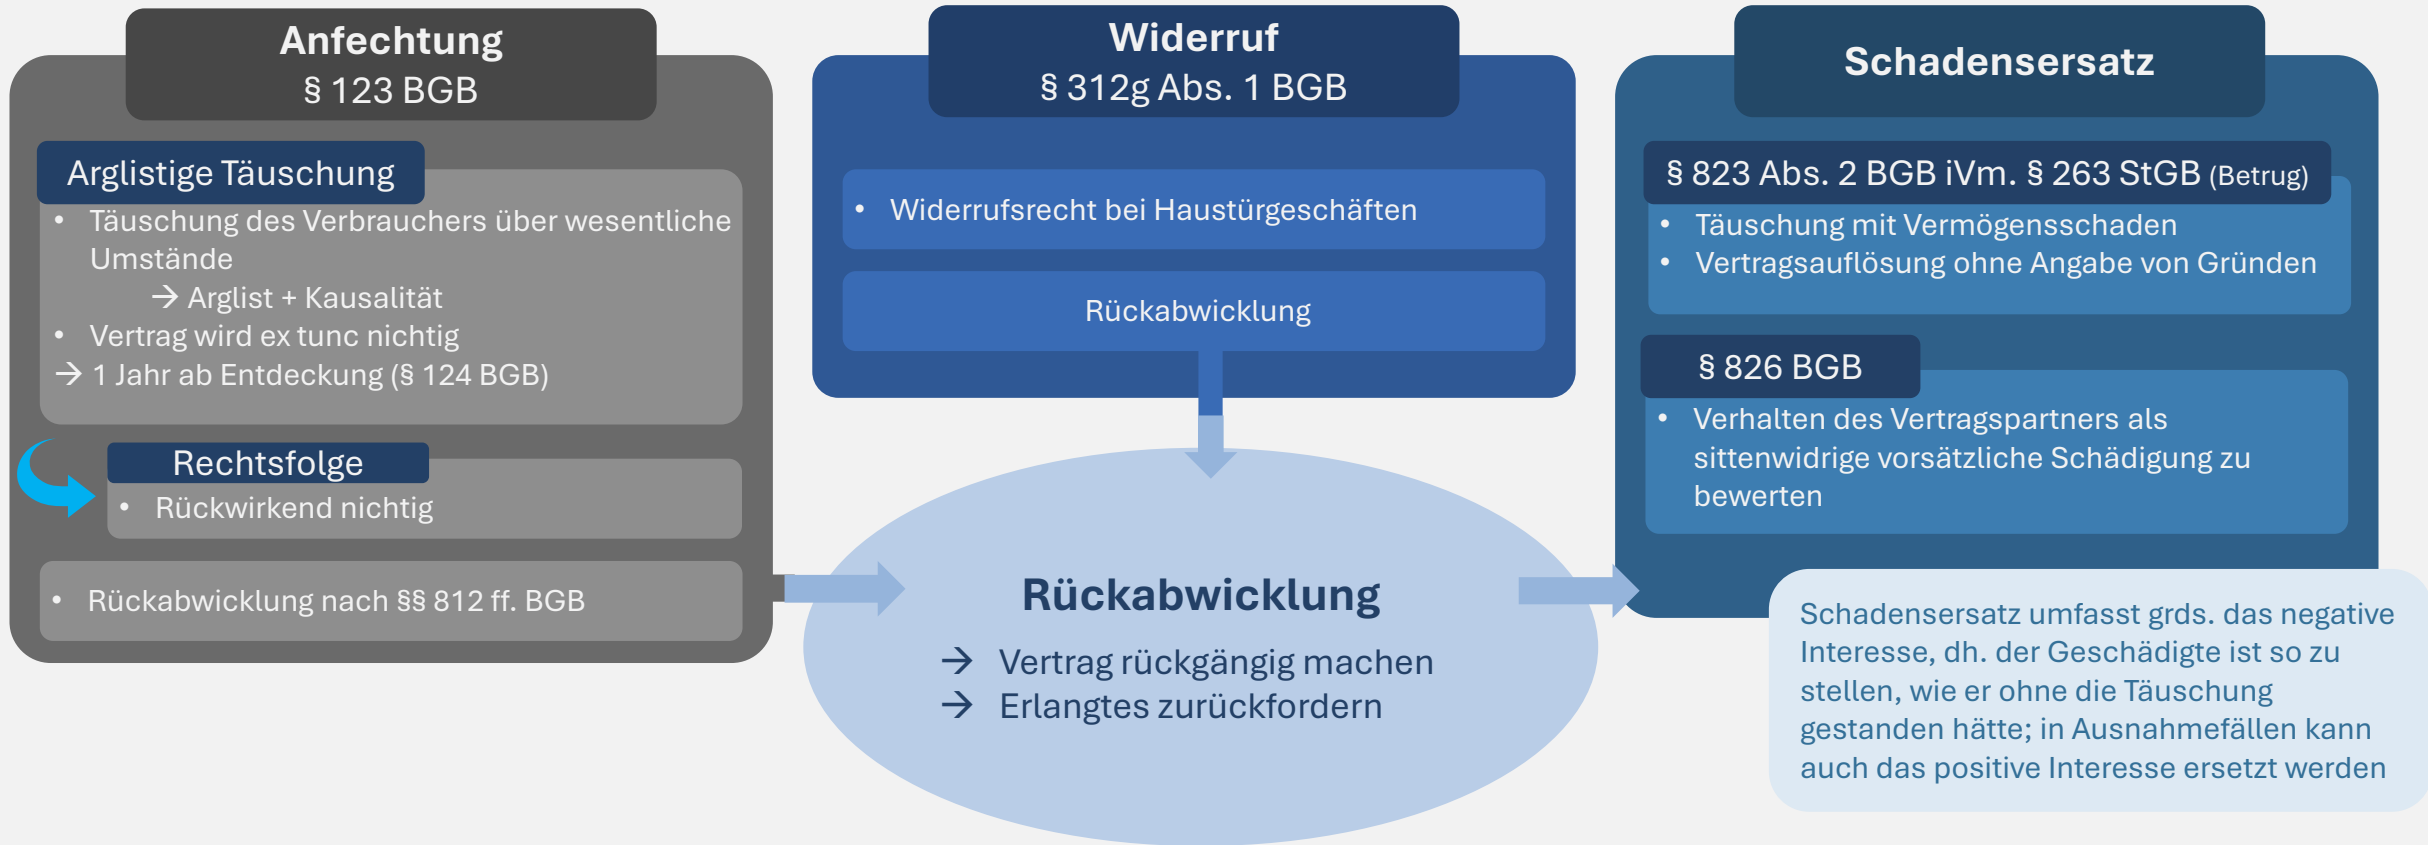 Anfechtung
§ 123 BGB
Arglistige Täuschung
• Täuschung des Verbrauchers über wesentliche
Umstände
→ Arglist + Kausalität
• Vertrag wird ex tunc nichtig
→ 1 Jahr ab Entdeckung (§ 124 BGB)
Rechtsfolge
• Rückwirkend nichtig
• Rückabwicklung nach §§ 812 ff. BGB
Widerruf
§ 312g Abs. 1 BGB
• Widerrufsrecht bei Haustürgeschäften
Rückabwicklung
Rückabwicklung
→ Vertrag rückgängig machen
→ Erlangtes zurückfordern
Schadensersatz
§ 823 Abs. 2 BGB iVm. § 263 StGB (Betrug)
• Täuschung mit Vermögensschaden
• Vertragsauflösung ohne Angabe von Gründen
§ 826 BGB
• Verhalten des Vertragspartners als
sittenwidrige vorsätzliche Schädigung zu
bewerten
Schadensersatz umfasst grds. das negative
Interesse, dh. der Geschädigte ist so zu
stellen, wie er ohne die Täuschung
gestanden hätte; in Ausnahmefällen kann
auch das positive Interesse ersetzt werden